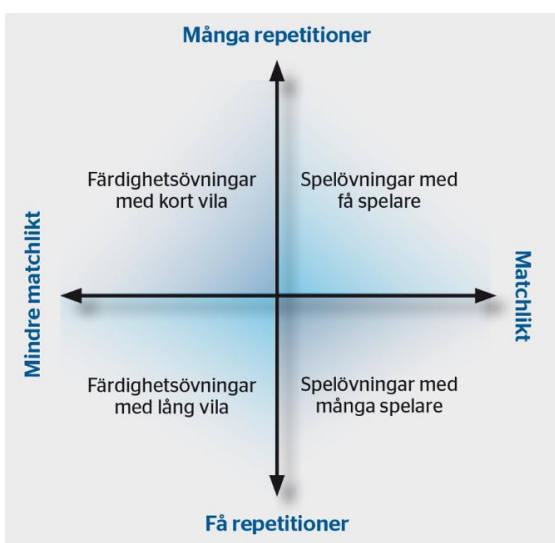 Många repetitioner
Färdighetsövningar
med kort vila
Spelövningar med
få spelare
Mindre matchlikt
Matchlikt
Färdighetsövningar
med lång vila
Spelövningar med
många spelare
Få repetitioner